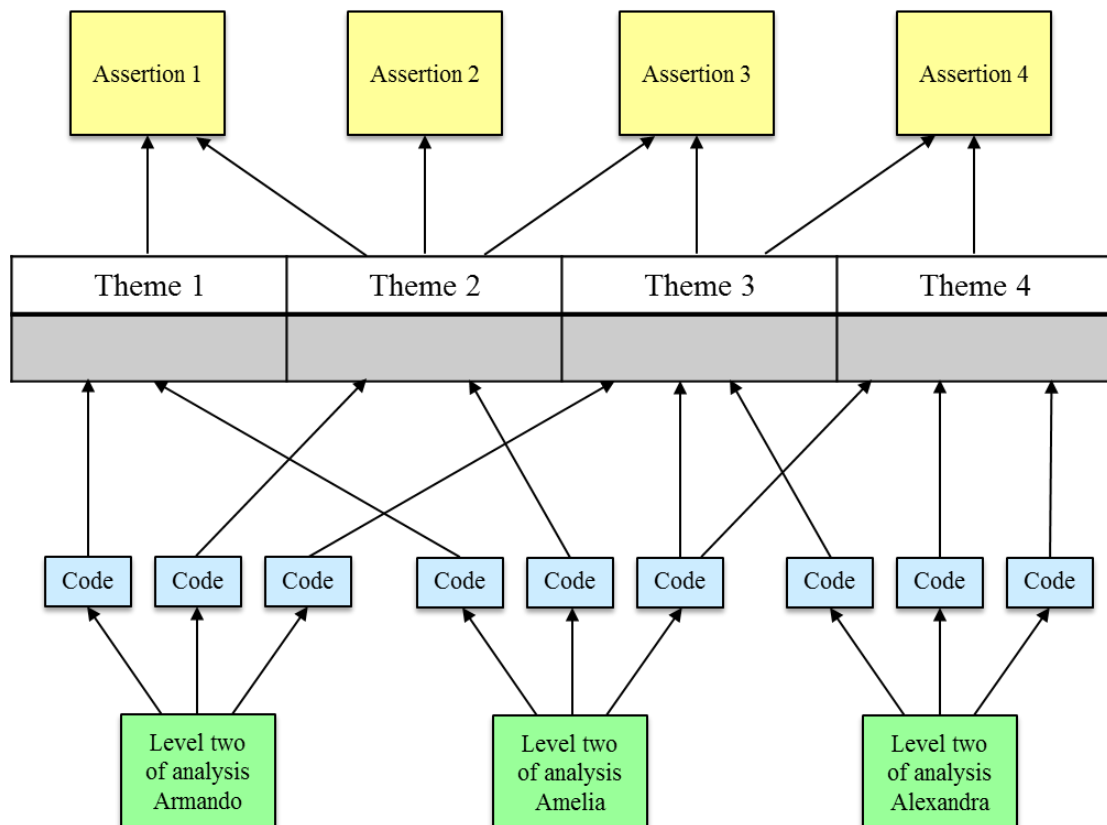 Assertion 1
Assertion 2
Assertion 3
Assertion 4
Theme 1
Theme 2
Theme 3
Theme 4
Code
Code
Code
Code
Code
Code
Code
Code
Code
Level two
of analysis
Armando
Level two
of analysis
Amelia
Level two
of analysis
Alexandra